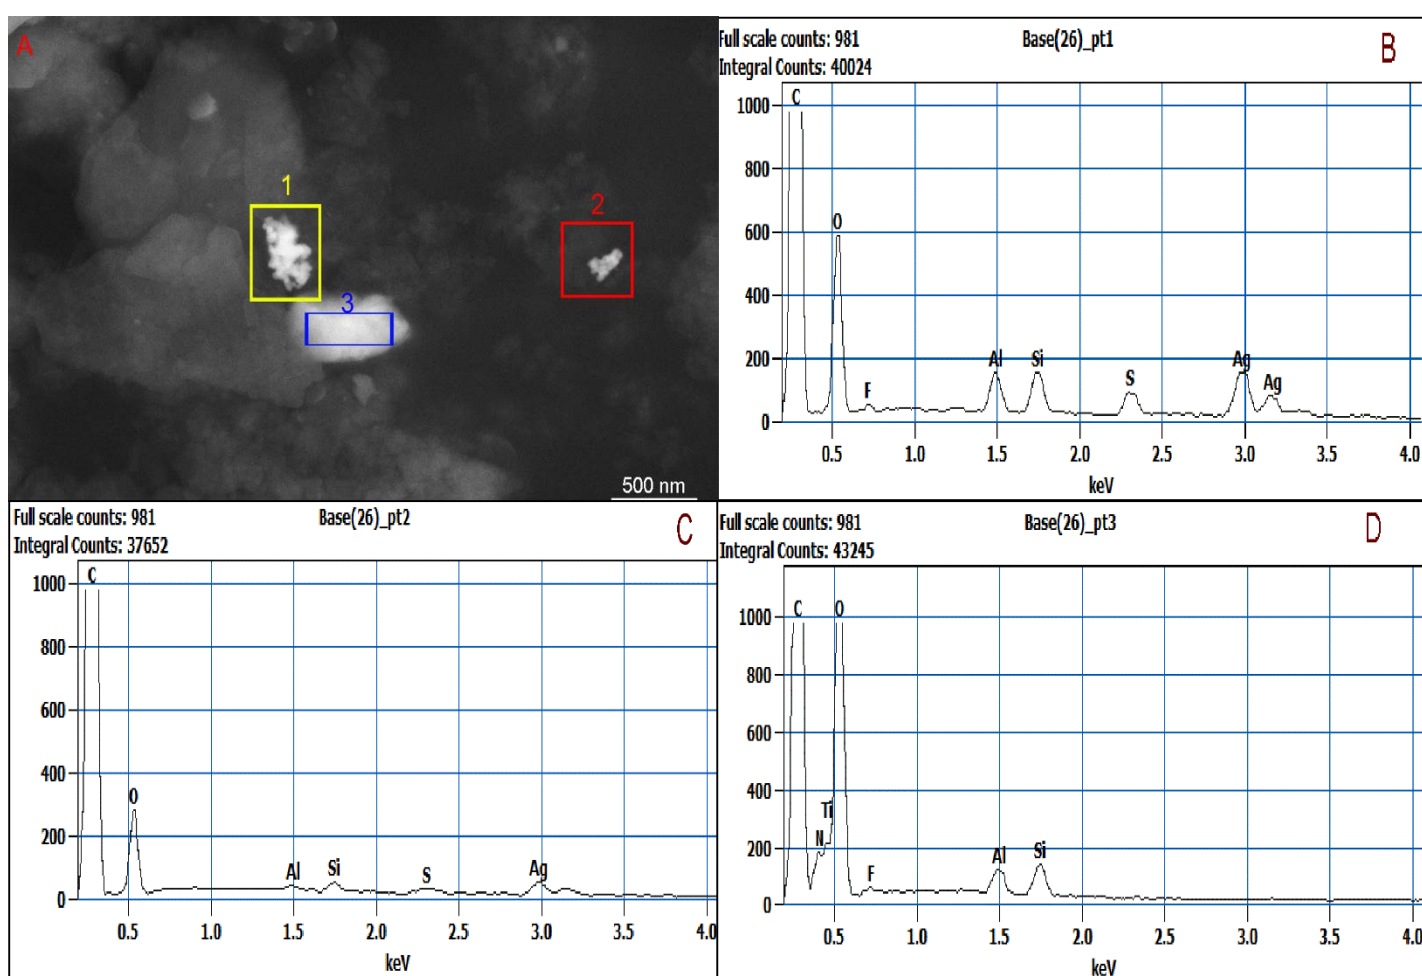 A
1
2
3
500 nm
Full scale counts: 981 Base(26)_pt1 B
Integral Counts: 40024
C
1000
800
O
600
400
Al Si Ag
200
F S Ag
0
0.5 1.0 1.5 2.0 2.5 3.0 3.5 4.0
keV
Full scale counts: 981 Base(26)_pt2 C
Integral Counts: 37652
C
1000
800
600
400
O
200
Al Si S Ag
0
0.5 1.0 1.5 2.0 2.5 3.0 3.5 4.0
keV
Full scale counts: 981 Base(26)_pt3 D
Integral Counts: 43245
C O
1000
800
600
400
Ti
N
200
F Al Si
0
0.5 1.0 1.5 2.0 2.5 3.0 3.5 4.0
keV